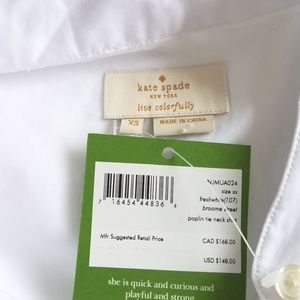 kate spade
NEW YORK
live colorfully
XS
MADE IN CHINA
NJMUA024
size xs
freshwhite(107)
broome street
poplin tie neck shirt
7 16454 44836 6
Mfr Suggested Retail Price
CAD $168.00
USD $148.00
she is quick and curious and
playful and strong.